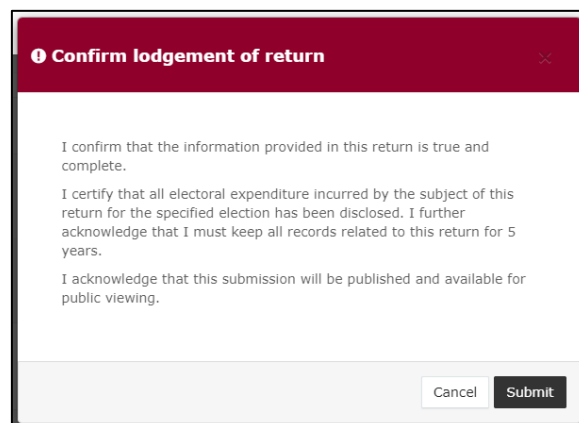 Confirm lodgement of return
I confirm that the information provided in this return is true and
complete.
I certify that all electoral expenditure incurred by the subject of this
return for the specified election has been disclosed. I further
acknowledge that I must keep all records related to this return for 5
years.
I acknowledge that this submission will be published and available for
public viewing.
Cancel Submit